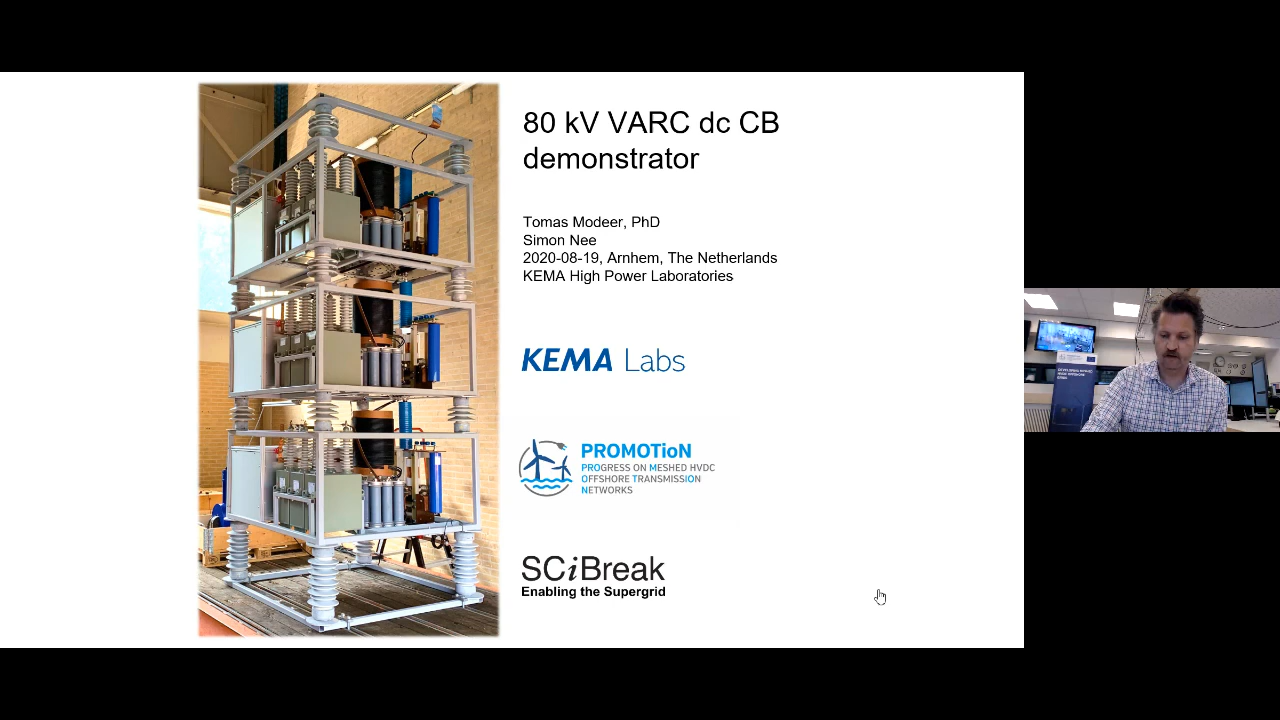 80 kV VARC dc CB
demonstrator
Tomas Modeer, PhD
Simon Nee
2020-08-19, Arnhem, The Netherlands
KEMA High Power Laboratories
KEMA Labs
PROMOTiON
PROGRESS ON MESHED HVDC
OFFSHORE TRANSMISSION
NETWORKS
SCiBreak
Enabling the Supergrid